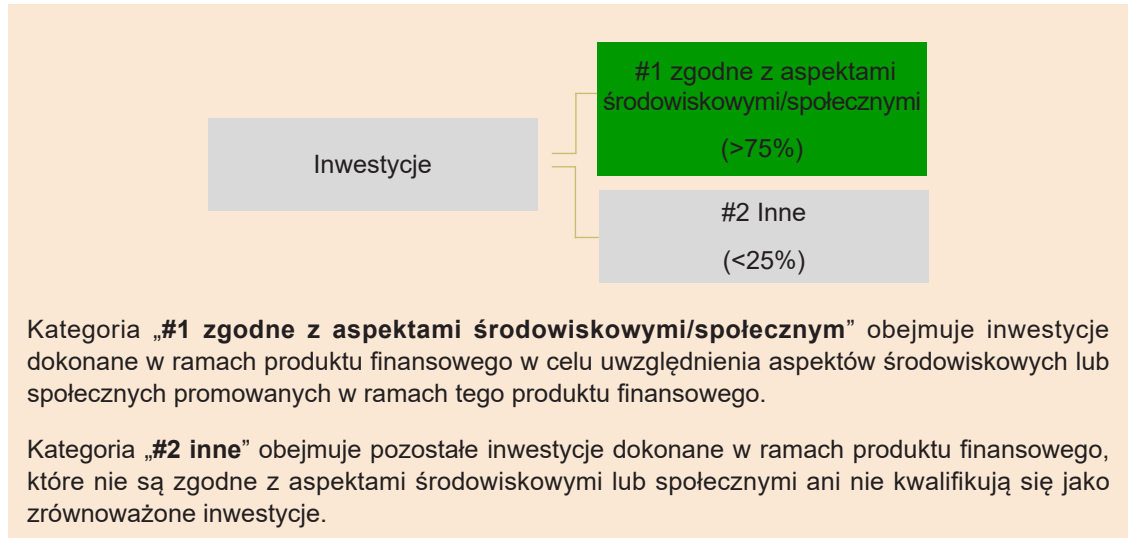 #1 zgodne z aspektami
środowiskowymi/społecznymi
(>75%)
Inwestycje
#2 Inne
(<25%)
Kategoria „#1 zgodne z aspektami środowiskowymi/społecznym” obejmuje inwestycje
dokonane w ramach produktu finansowego w celu uwzględnienia aspektów środowiskowych lub
społecznych promowanych w ramach tego produktu finansowego.
Kategoria „#2 inne” obejmuje pozostałe inwestycje dokonane w ramach produktu finansowego,
które nie są zgodne z aspektami środowiskowymi lub społecznymi ani nie kwalifikują się jako
zrównoważone inwestycje.